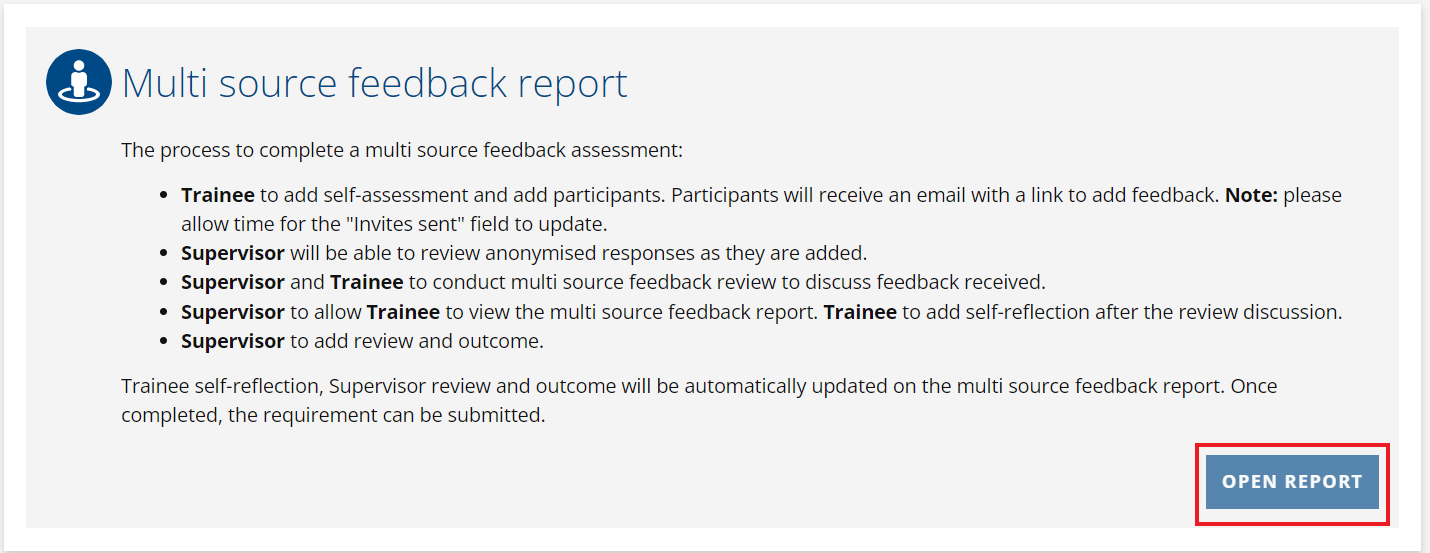 Multi source feedback report
The process to complete a multi source feedback assessment:
• Trainee to add self-assessment and add participants. Participants will receive an email with a link to add feedback. Note: please
allow time for the "Invites sent" field to update.
• Supervisor will be able to review anonymised responses as they are added.
• Supervisor and Trainee to conduct multi source feedback review to discuss feedback received.
• Supervisor to allow Trainee to view the multi source feedback report. Trainee to add self-reflection after the review discussion.
• Supervisor to add review and outcome.
Trainee self-reflection, Supervisor review and outcome will be automatically updated on the multi source feedback report. Once
completed, the requirement can be submitted.
OPEN REPORT